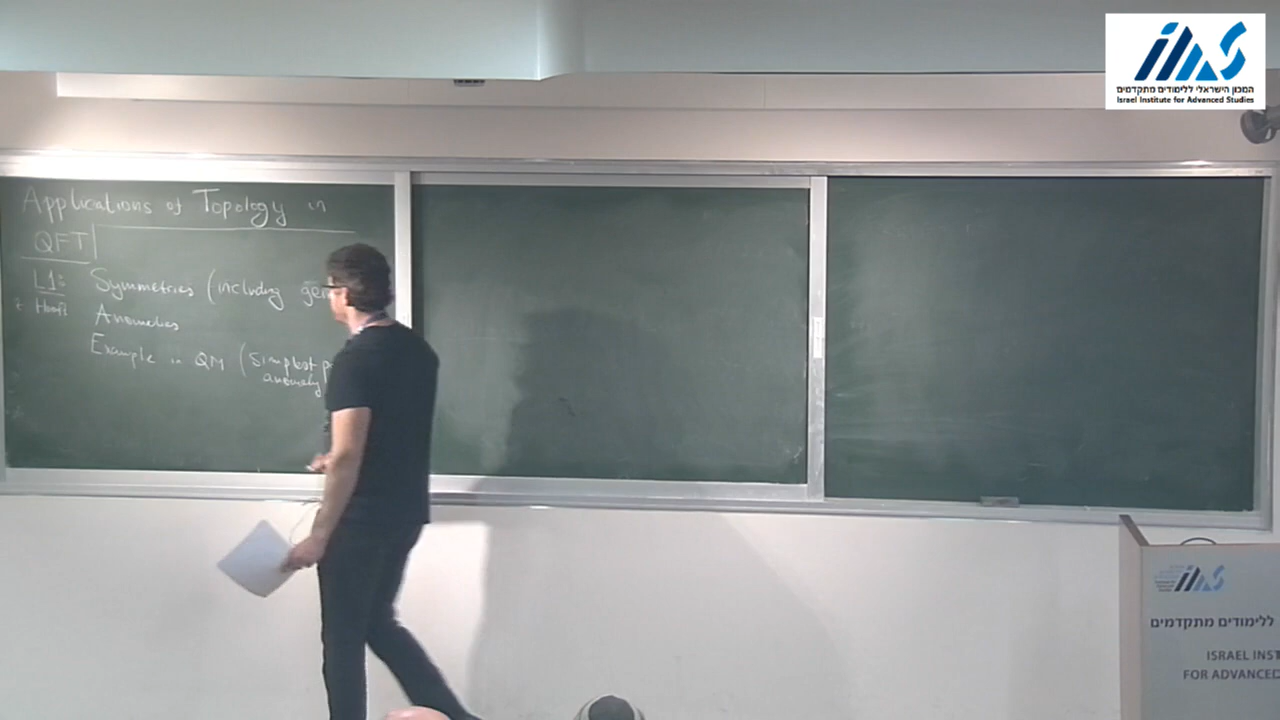 Applications of Topology in
QFT
L1: Symmetries (including gen
't Hooft Anomalies
Example in QM (simplest p
anomaly
המכון הישראלי ללימודים מתקדמים
Israel Institute for Advanced Studies
ללימודים מתקדמים
ISRAEL INST
FOR ADVANCED